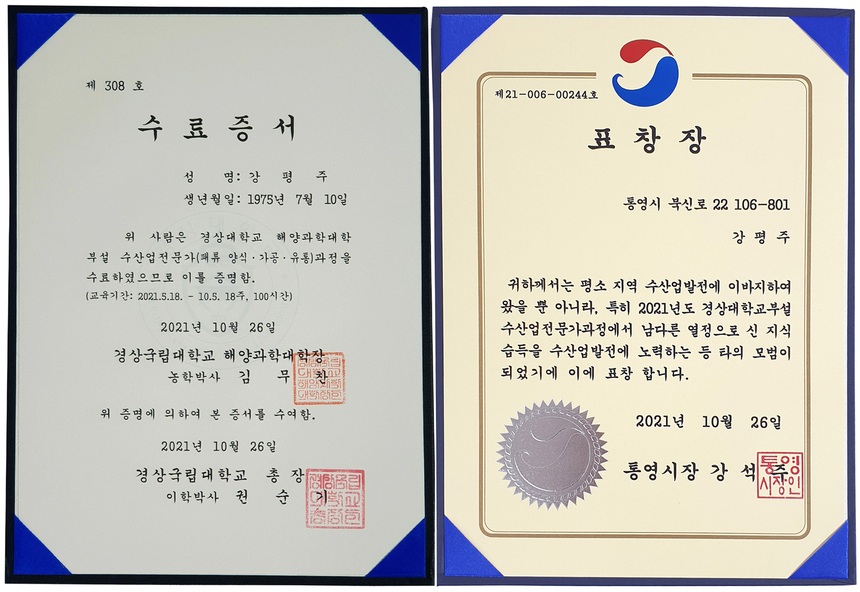 제 308 호
수료증서
성 명: 강 평 주
생년월일: 1975년 7월 10일
위 사람은 경상대학교 해양과학대학
부설 수산업전문가(패류 양식·가공·유통)과정을
수료하였으므로 이를 증명함.
(교육기간: 2021.5.18. - 10.5. 18주, 100시간)
2021년 10월 26일
경상국립대학교 해양과학대학장
농학박사 김 무 찬
위 증명에 의하여 본 증서를 수여함.
2021년 10월 26일
경상국립대학교 총 장
이학박사 권 순 기
제21-006-00244호
표창장
통영시 북신로 22 106-801
강 평 주
귀하께서는 평소 지역 수산업발전에 이바지하여
왔을 뿐 아니라, 특히 2021년도 경상대학교부설
수산업전문가과정에서 남다른 열정으로 신 지식
습득을 수산업발전에 노력하는 등 타의 모범이
되었기에 이에 표창 합니다.
2021년 10월 26일
통영시장 강 석 주
통영
시장인